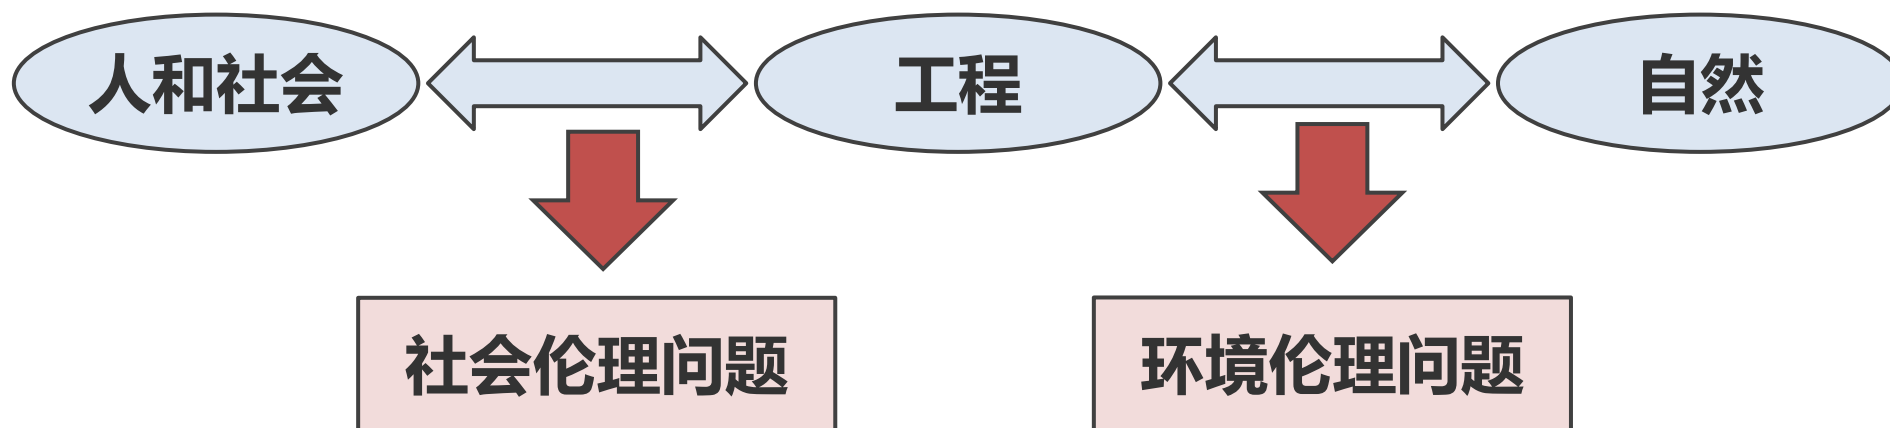 人和社会
工程
自然
社会伦理问题
环境伦理问题